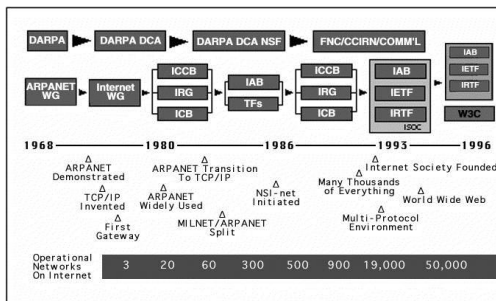 DARPA DARPA DCA DARPA DCA NSF FNC/CCIRN/COMM'L
ARPANET WG
Internet WG
ICCB
IRG
ICB
IAB
TFs
ICCB
IRG
ICB
IAB
IETF
IRTF
ISOC
IAB
IETF
IRTF
W3C
1968 1980 1986 1993 1996
ARPANET Demonstrated
TCP/IP Invented
First Gateway
ARPANET Widely Used
ARPANET Transition To TCP/IP
MILNET/ARPANET Split
NSI-net Initiated
Many Thousands of Everything
Internet Society Founded
Multi-Protocol Environment
World Wide Web
Operational Networks On Internet
3 20 60 300 500 900 19,000 50,000